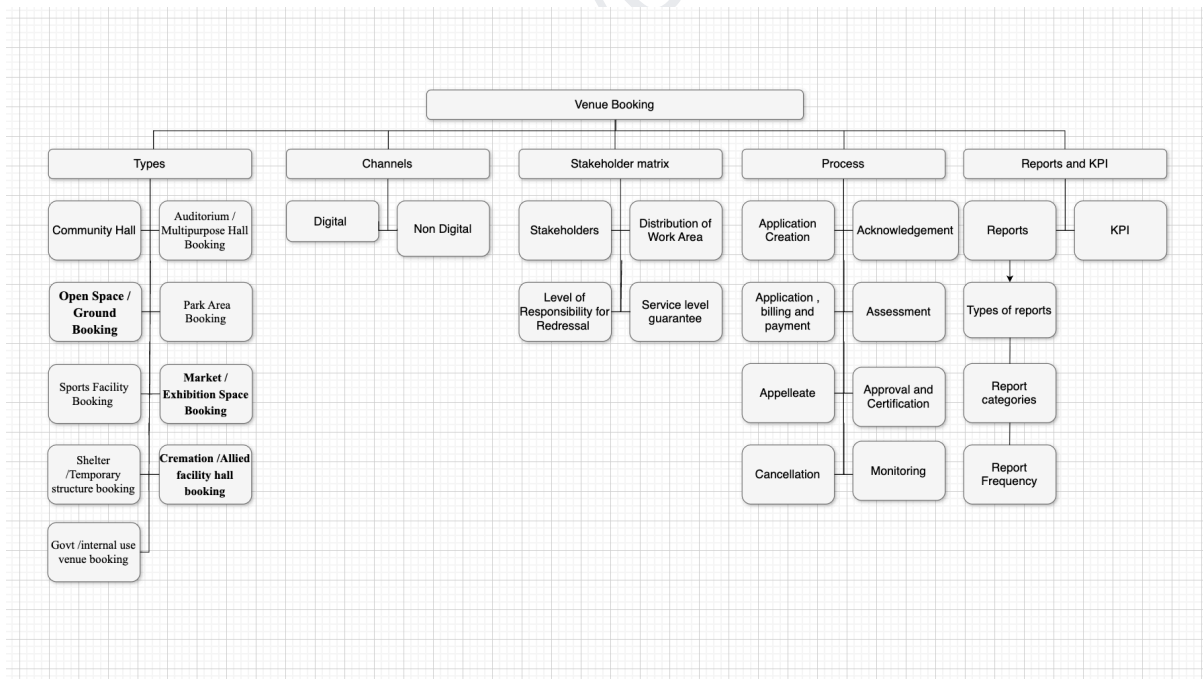 Venue Booking
Types
Channels
Stakeholder matrix
Process
Reports and KPI
Community Hall
Auditorium /
Multipurpose Hall
Booking
Open Space /
Ground
Booking
Park Area
Booking
Sports Facility
Booking
Market /
Exhibition Space
Booking
Shelter
/Temporary
structure booking
Cremation /Allied
facility hall
booking
Govt /internal use
venue booking
Digital
Non Digital
Stakeholders
Distribution of
Work Area
Level of
Responsibility for
Redressal
Service level
guarantee
Application
Creation
Acknowledgement
Application ,
billing and
payment
Assessment
Appelleate
Approval and
Certification
Cancellation
Monitoring
Reports
KPI
Types of reports
Report
categories
Report
Frequency